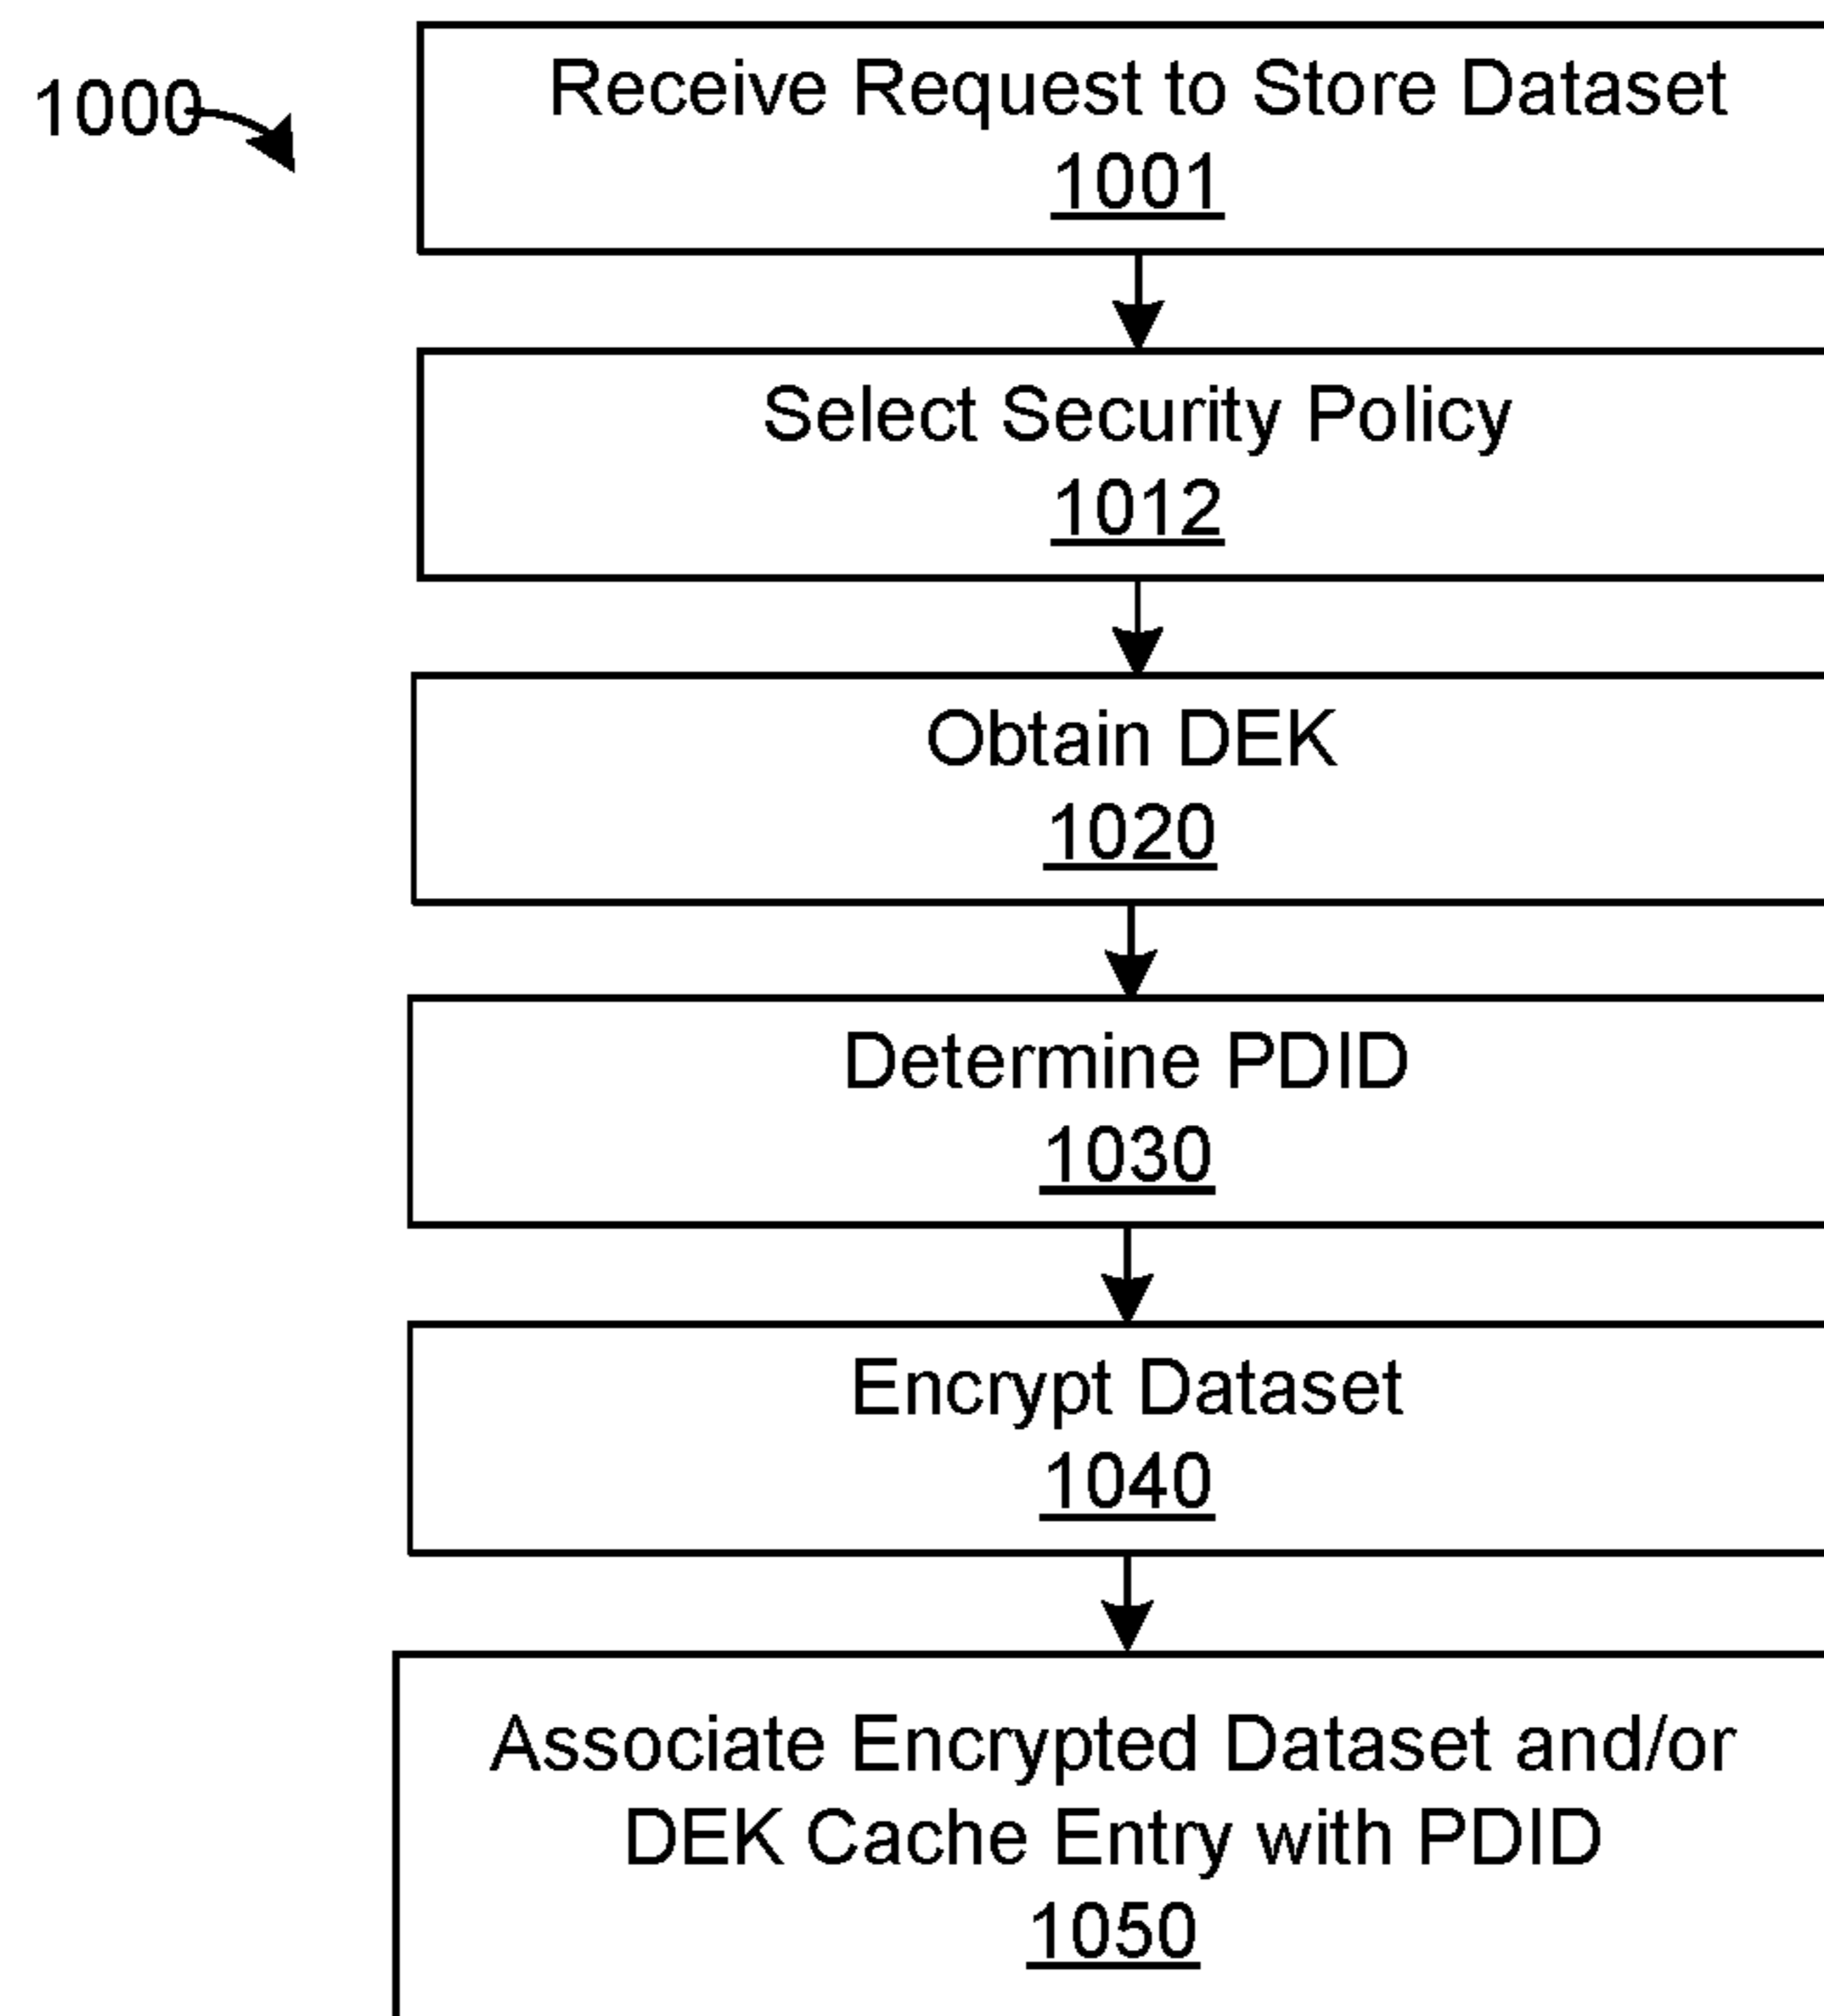 1000
Receive Request to Store Dataset
1001
Select Security Policy
1012
Obtain DEK
1020
Determine PDID
1030
Encrypt Dataset
1040
Associate Encrypted Dataset and/or
DEK Cache Entry with PDID
1050